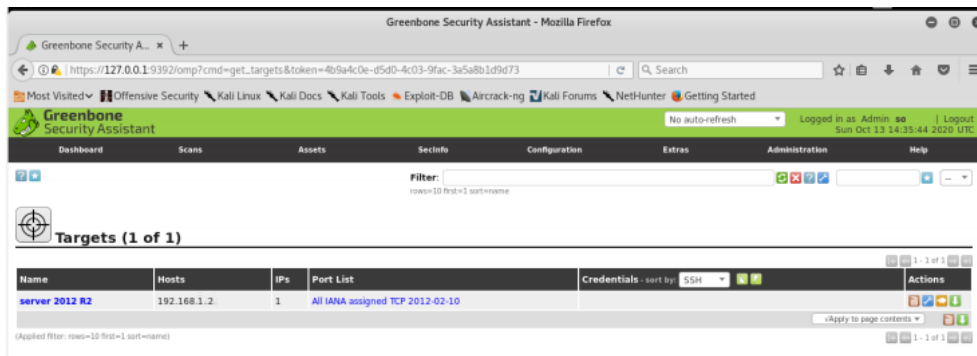 Greenbone Security Assistant - Mozilla Firefox
Greenbone Security A... × +
https://127.0.0.1:9392/omp?cmd=get_targets&token=4b9a4c0e-d5d0-4c03-9fac-3a5a8b1d9d73 Search
Most Visited Offensive Security Kali Linux Kali Docs Kali Tools Exploit-DB Aircrack-ng Kali Forums NetHunter Getting Started
Greenbone
Security Assistant
No auto-refresh
Logged in as Admin so | Logout
Sun Oct 13 14:35:44 2020 UTC
Dashboard Scans Assets SecInfo Configuration Extras Administration Help
Filter:
rows=10 first=1 sort=name
--
Targets (1 of 1)
1 - 1 of 1
Name Hosts IPs Port List Credentials - sort by: SSH Actions
server 2012 R2 192.168.1.2. 1 All IANA assigned TCP 2012-02-10
√Apply to page contents
(Applied filter: rows=10 first=1 sort=name) 1 - 1 of 1